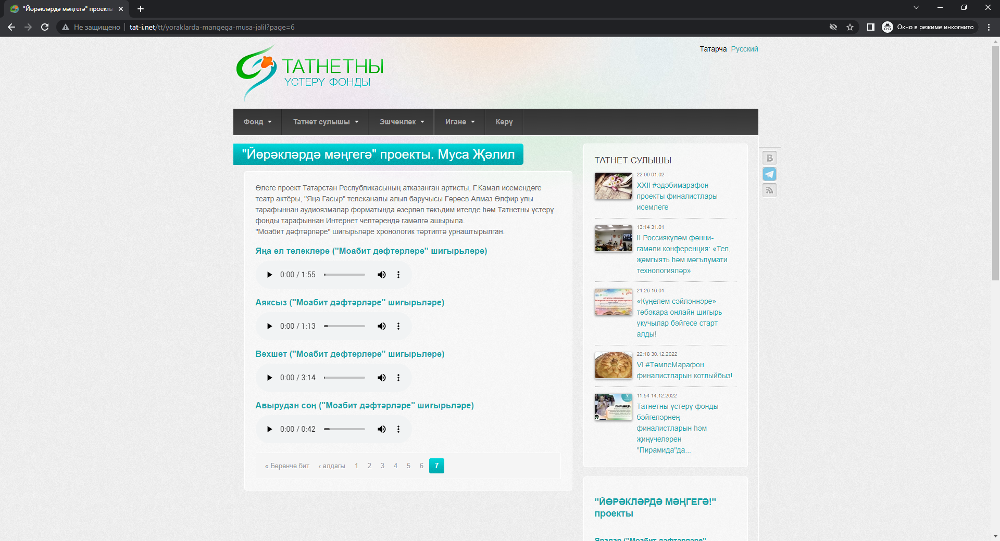 "Йөрәкләрдә мәңгегә" проекты
Не защищено
tat-i.net/tt/yoraklarda-mangega-musa-jalil?page=6
Окно в режиме инкогнито
Татарча Русский
ТАТНЕТНЫ
ҮСТЕРҮ ФОНДЫ
Фонд
Татнет сулышы
Эшчәнлек
Иганә
Керү
"Йөрәкләрдә мәңгегә" проекты. Муса Җәлил
Әлеге проект Татарстан Республикасының атказанган артисты, Г.Камал исемендәге
театр актёры, "Яңа Гасыр" телеканалы алып баручысы Гәрәев Алмаз Әлфир улы
тарафыннан аудиоязмалар форматында әзерләп тәкъдим ителде һәм Татнетны үстерү
фонды тарафыннан Интернет челтәрендә гамәлгә ашырыла.
"Моабит дәфтәрләре" шигырьләре хронологик тәртиптә урнаштырылган.
Яңа ел теләкләре ("Моабит дәфтәрләре" шигырьләре)
0:00 / 1:55
Аяксыз ("Моабит дәфтәрләре" шигырьләре)
0:00 / 1:13
Вәхшәт ("Моабит дәфтәрләре" шигырьләре)
0:00 / 3:14
Авырудан соң ("Моабит дәфтәрләре" шигырьләре)
0:00 / 0:42
« Беренче бит ‹ алдагы 1 2 3 4 5 6 7
ТАТНЕТ СУЛЫШЫ
22:09 01.02
XXII #әдәбимарафон
проекты финалистлары
исемлеге
13:14 31.01
II Россиякүләм фәнни-
гамәли конференция: «Тел,
җәмгыять һәм мәгълүмати
технологияләр»
21:26 16.01
«Күңелем сөйләннәре»
төбәкара онлайн шигырь
укучылар бәйгесе старт
алды!
22:18 30.12.2022
VI #ТәмлеМарафон
финалистларын котлыйбыз!
11:54 14.12.2022
ПИРАМИДА
Татнетны үстерү фонды
бәйгеләрнең
финалистларын һәм
җиңүчеләрен
"Пирамида"да...
"ЙӨРӘКЛӘРДӘ МӘҢГЕГӘ!"
проекты
Яралар ("Моабит дәфтәрләре"
В